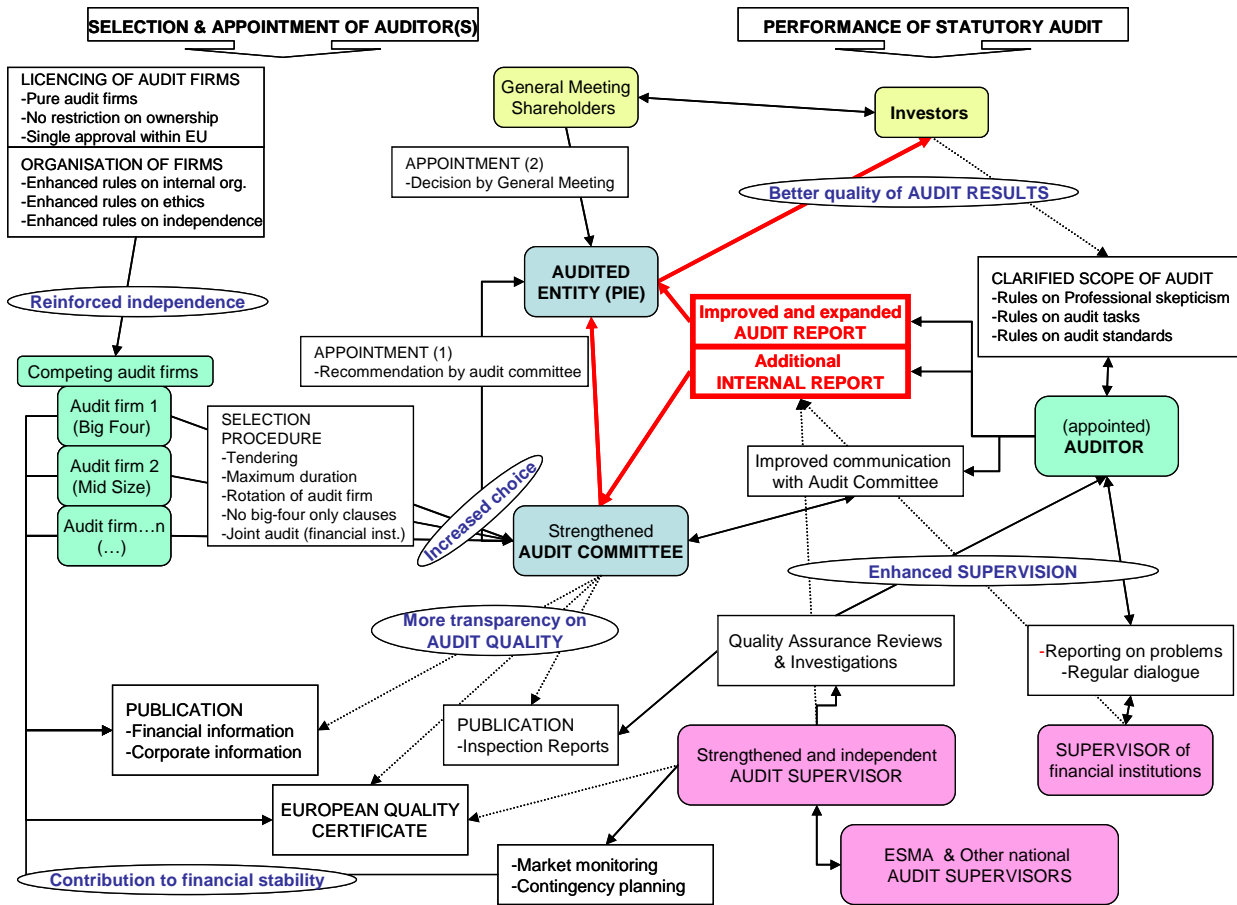 SELECTION & APPOINTMENT OF AUDITOR(S)
PERFORMANCE OF STATUTORY AUDIT
LICENCING OF AUDIT FIRMS
-Pure audit firms
-No restriction on ownership
-Single approval within EU
ORGANISATION OF FIRMS
-Enhanced rules on internal org.
-Enhanced rules on ethics
-Enhanced rules on independence
General Meeting
Shareholders
Investors
APPOINTMENT (2)
-Decision by General Meeting
Better quality of AUDIT RESULTS
AUDITED
ENTITY (PIE)
CLARIFIED SCOPE OF AUDIT
-Rules on Professional skepticism
-Rules on audit tasks
-Rules on audit standards
Reinforced independence
Improved and expanded
AUDIT REPORT
Additional
INTERNAL REPORT
APPOINTMENT (1)
-Recommendation by audit committee
Competing audit firms
Audit firm 1
(Big Four)
Audit firm 2
(Mid Size)
Audit firm…n
(…)
SELECTION
PROCEDURE
-Tendering
-Maximum duration
-Rotation of audit firm
-No big-four only clauses
-Joint audit (financial inst.)
Increased choice
(appointed)
AUDITOR
Improved communication
with Audit Committee
Strengthened
AUDIT COMMITTEE
Enhanced SUPERVISION
More transparency on
AUDIT QUALITY
Quality Assurance Reviews
& Investigations
-Reporting on problems
-Regular dialogue
PUBLICATION
-Financial information
-Corporate information
PUBLICATION
-Inspection Reports
Strengthened and independent
AUDIT SUPERVISOR
SUPERVISOR of
financial institutions
EUROPEAN QUALITY
CERTIFICATE
ESMA & Other national
AUDIT SUPERVISORS
-Market monitoring
-Contingency planning
Contribution to financial stability